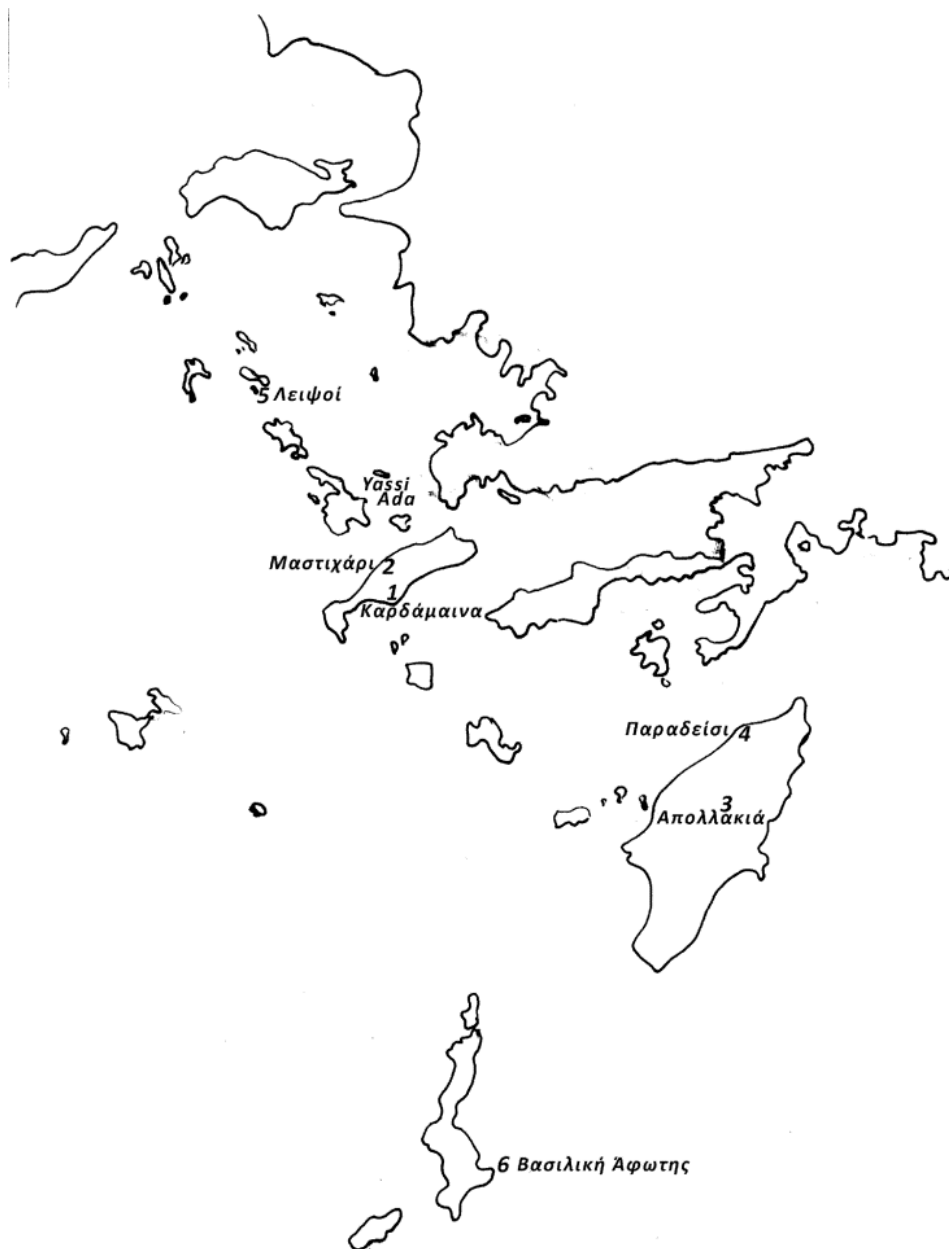 5 Λειψοί
Yassi
Ada
Μαστιχάρι 2
1
Καρδάμαινα
Παραδείσι 4
3
Απολλακιά
6 Βασιλική Άφωτης